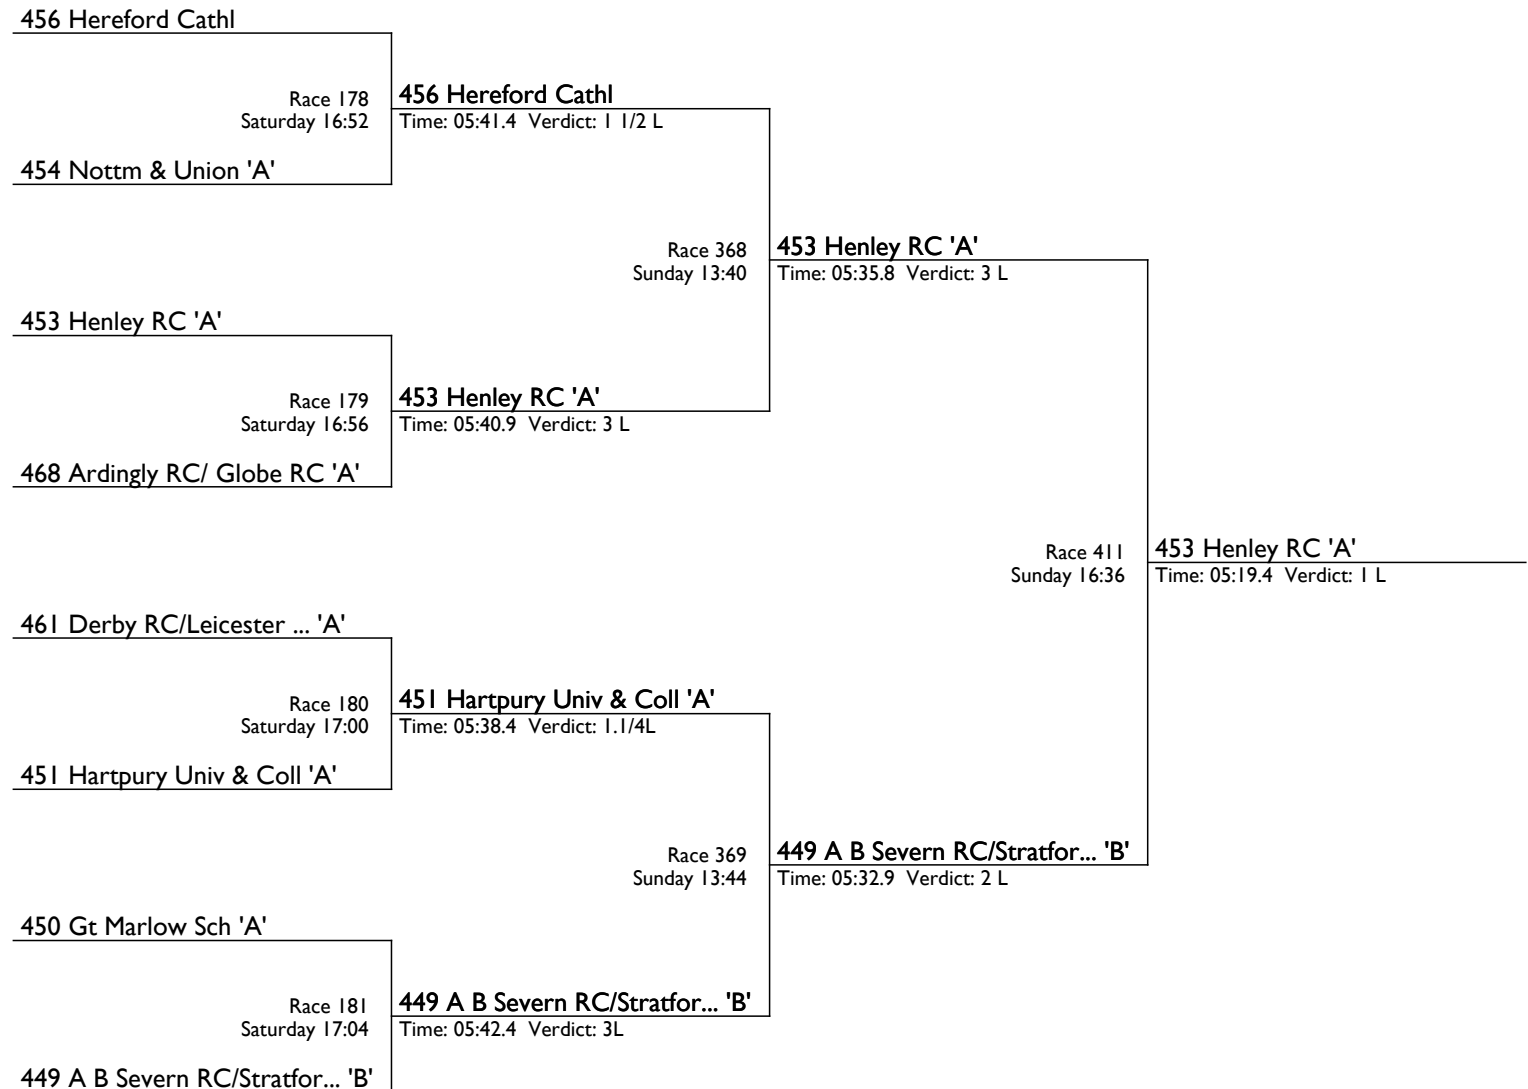 456 Hereford Cathl
Race 178
Saturday 16:52
456 Hereford Cathl
Time: 05:41.4 Verdict: 1 1/2 L
454 Nottm & Union 'A'
Race 368
Sunday 13:40
453 Henley RC 'A'
Time: 05:35.8 Verdict: 3 L
453 Henley RC 'A'
Race 179
Saturday 16:56
453 Henley RC 'A'
Time: 05:40.9 Verdict: 3 L
468 Ardingly RC/ Globe RC 'A'
Race 411
Sunday 16:36
453 Henley RC 'A'
Time: 05:19.4 Verdict: 1 L
461 Derby RC/Leicester ... 'A'
Race 180
Saturday 17:00
451 Hartpury Univ & Coll 'A'
Time: 05:38.4 Verdict: 1.1/4L
451 Hartpury Univ & Coll 'A'
Race 369
Sunday 13:44
449 A B Severn RC/Stratfor... 'B'
Time: 05:32.9 Verdict: 2 L
450 Gt Marlow Sch 'A'
Race 181
Saturday 17:04
449 A B Severn RC/Stratfor... 'B'
Time: 05:42.4 Verdict: 3L
449 A B Severn RC/Stratfor... 'B'